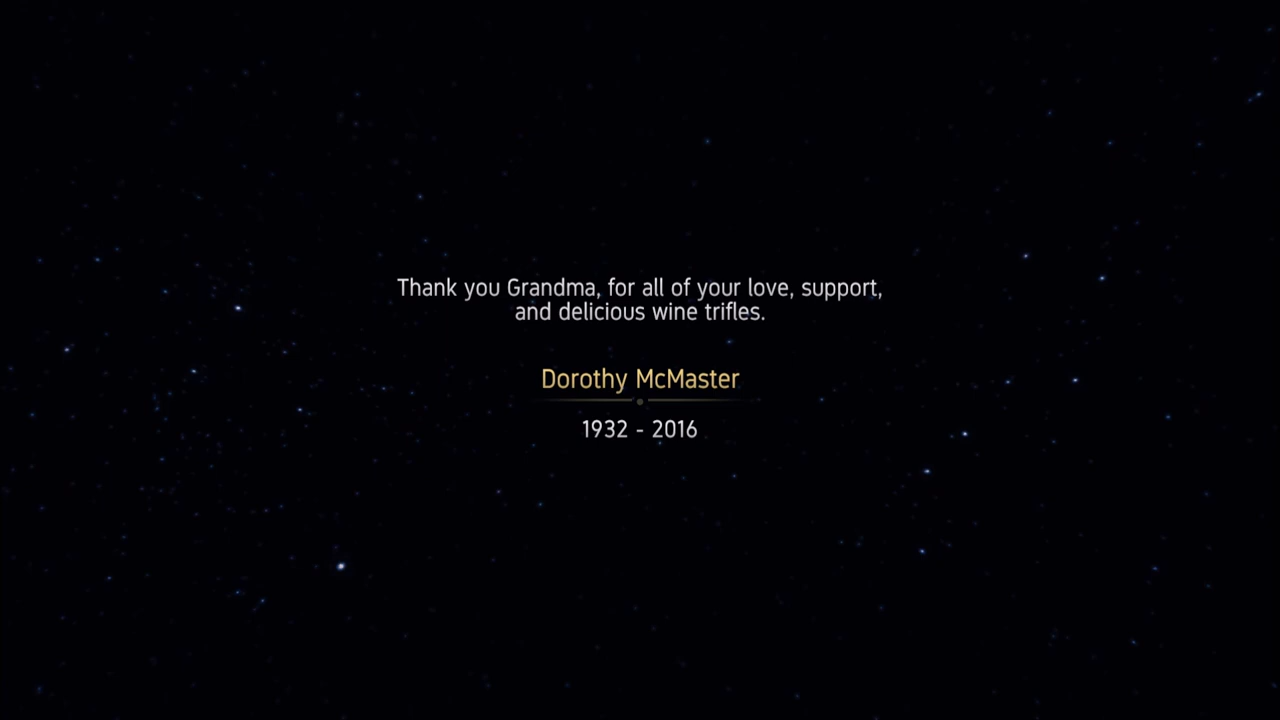 Thank you Grandma, for all of your love, support,
and delicious wine trifles.
Dorothy McMaster
1932 - 2016